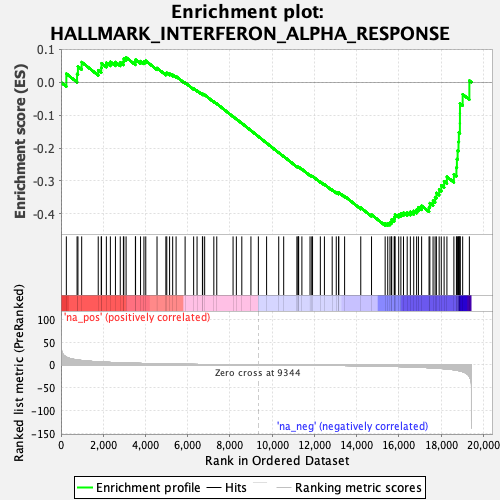 Enrichment plot:
HALLMARK_INTERFERON_ALPHA_RESPONSE
Enrichment score (ES)
0.1
0.0
-0.1
-0.2
-0.3
-0.4
'na_pos' (positively correlated)
Ranked list metric (PreRanked)
100
50
0
-50
-100
-150
Zero cross at 9344
'na_neg' (negatively correlated)
0 2,000 4,000 6,000 8,000 10,000 12,000 14,000 16,000 18,000 20,000
Rank in Ordered Dataset
Enrichment profile Hits Ranking metric scores